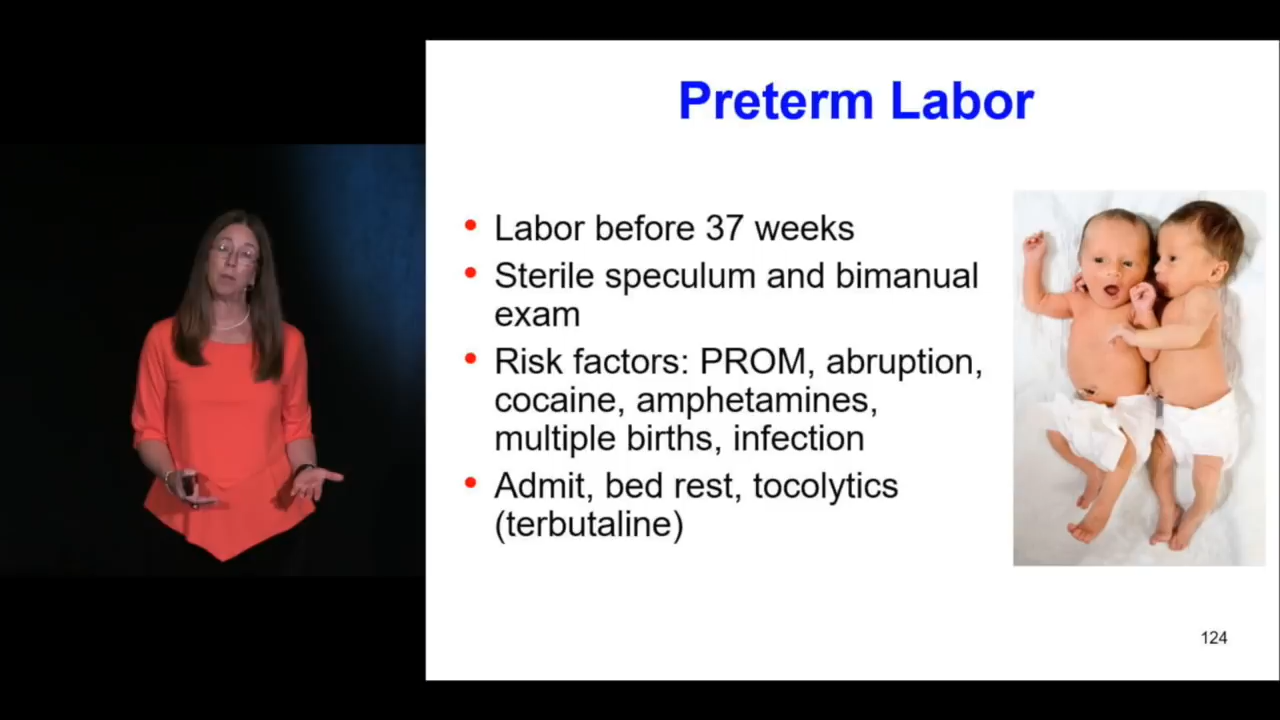 Preterm Labor
• Labor before 37 weeks
• Sterile speculum and bimanual
exam
• Risk factors: PROM, abruption,
cocaine, amphetamines,
multiple births, infection
• Admit, bed rest, tocolytics
(terbutaline)
124